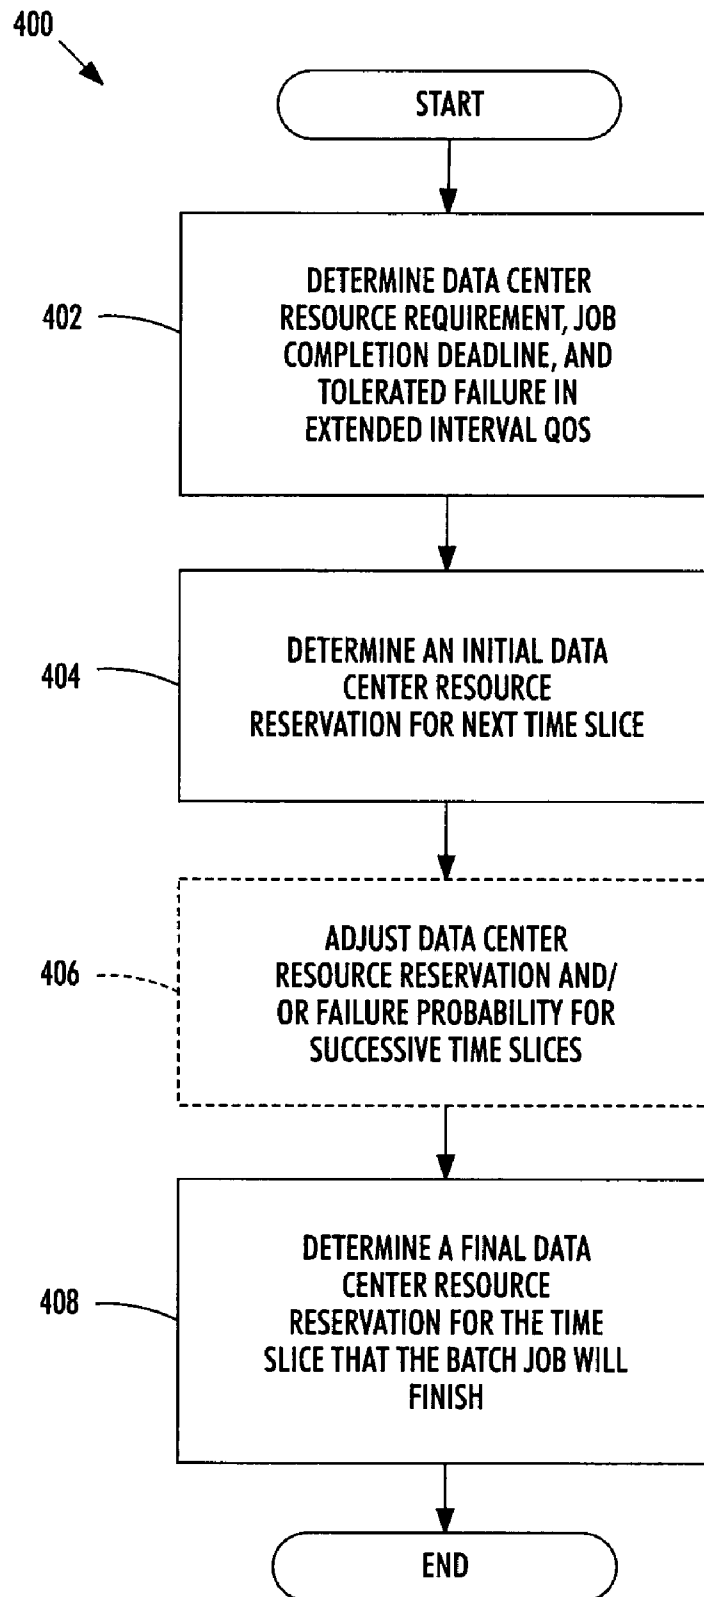 400
START
402
DETERMINE DATA CENTER
RESOURCE REQUIREMENT, JOB
COMPLETION DEADLINE, AND
TOLERATED FAILURE IN
EXTENDED INTERVAL QOS
404
DETERMINE AN INITIAL DATA
CENTER RESOURCE
RESERVATION FOR NEXT TIME SLICE
406
ADJUST DATA CENTER
RESOURCE RESERVATION AND/
OR FAILURE PROBABILITY FOR
SUCCESSIVE TIME SLICES
408
DETERMINE A FINAL DATA
CENTER RESOURCE
RESERVATION FOR THE TIME
SLICE THAT THE BATCH JOB WILL
FINISH
END